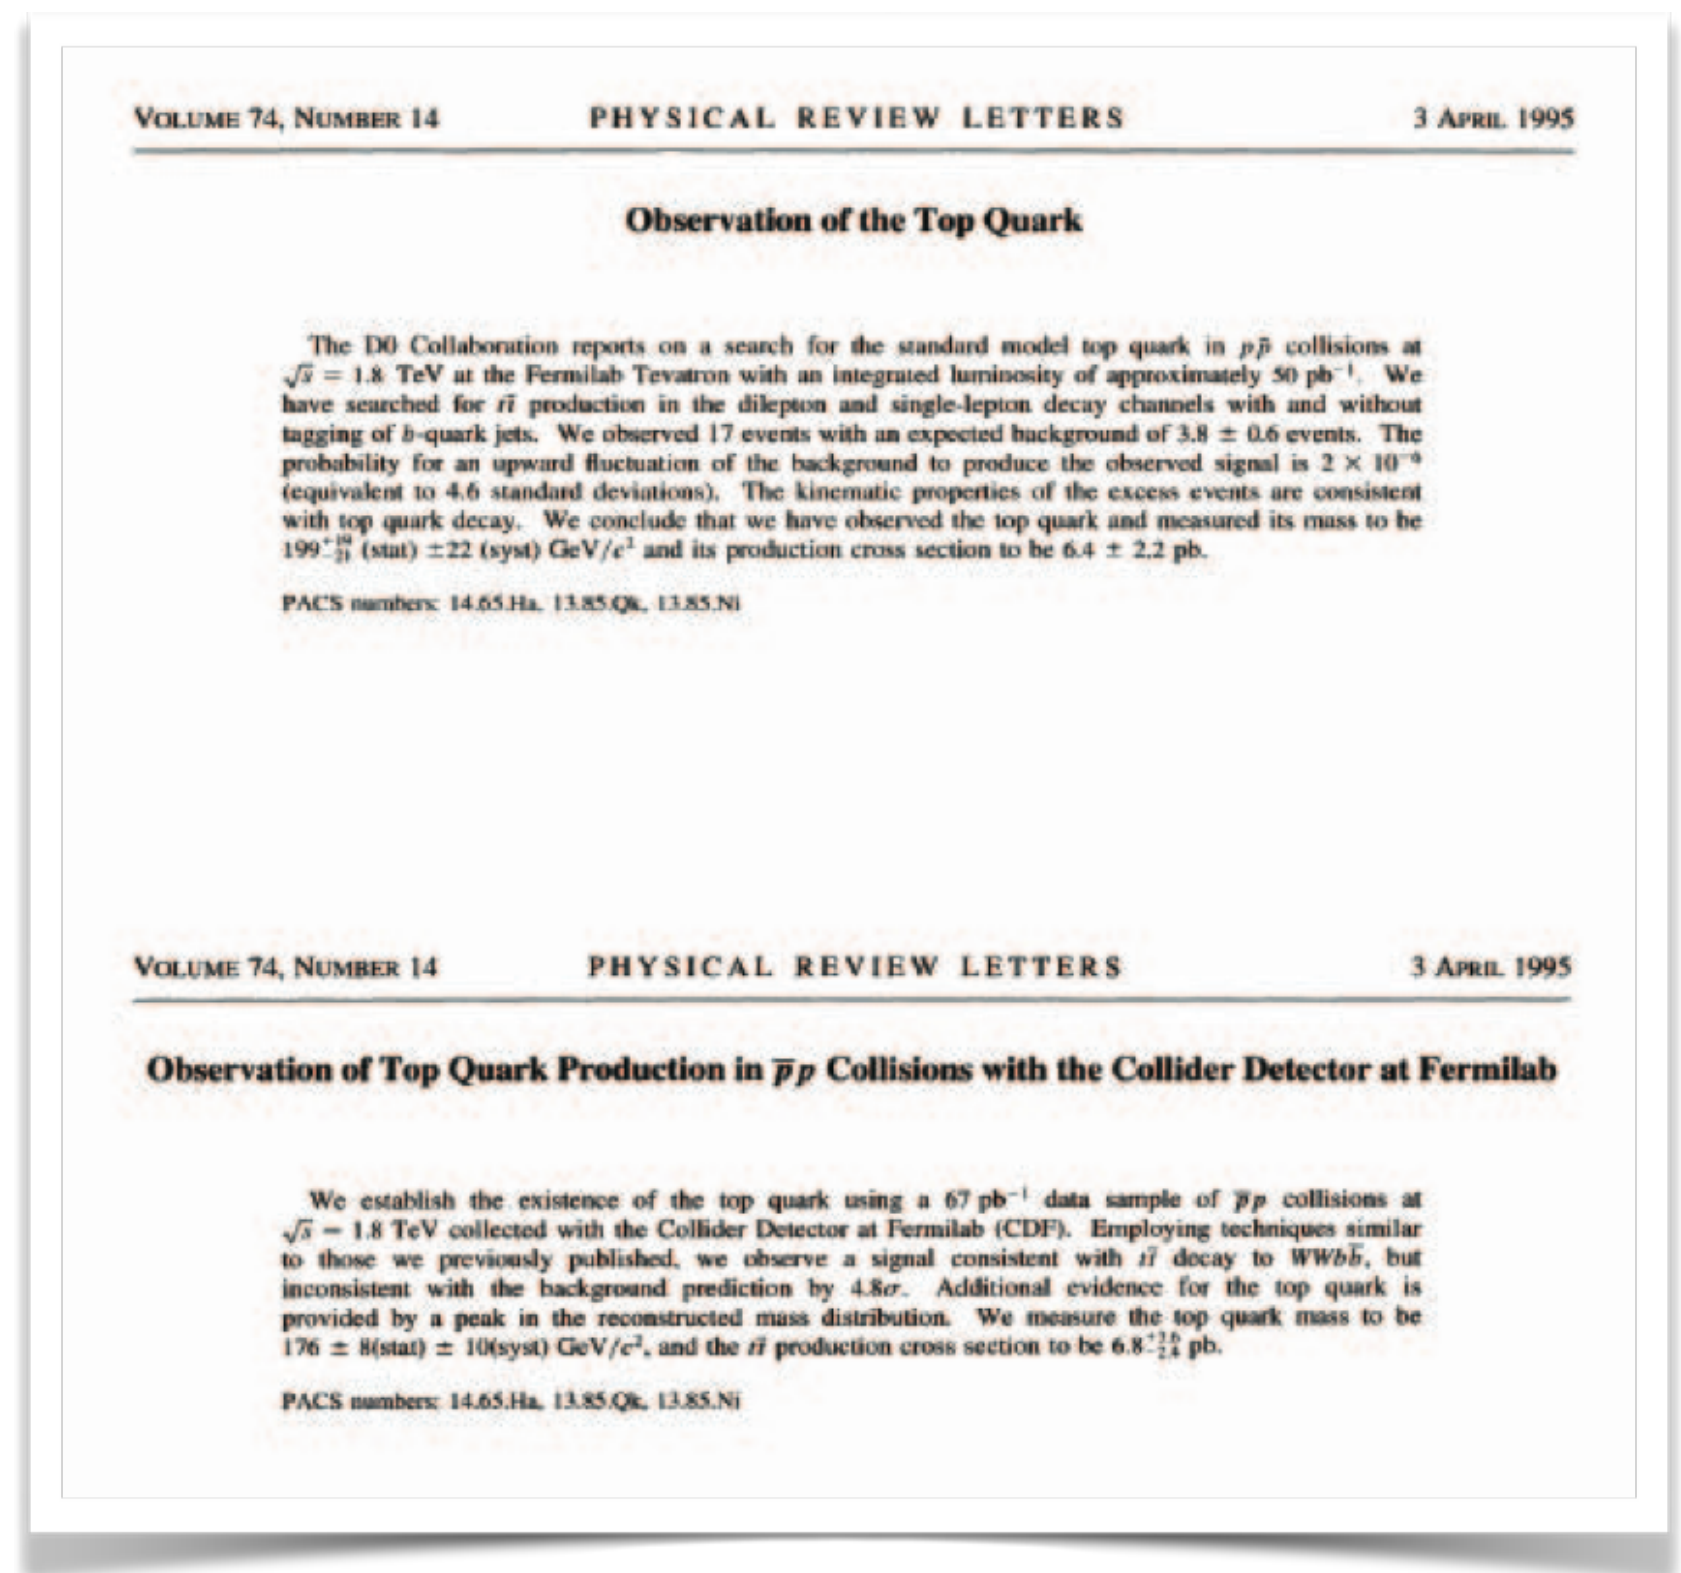 VOLUME 74, NUMBER 14 PHYSICAL REVIEW LETTERS 3 APRIL 1995
Observation of the Top Quark
The D0 Collaboration reports on a search for the standard model top quark in pp̄ collisions at
√s = 1.8 TeV at the Fermilab Tevatron with an integrated luminosity of approximately 50 pb⁻¹. We
have searched for tt̄ production in the dilepton and single-lepton decay channels with and without
tagging of b-quark jets. We observed 17 events with an expected background of 3.8 ± 0.6 events. The
probability for an upward fluctuation of the background to produce the observed signal is 2 × 10⁻⁶
(equivalent to 4.6 standard deviations). The kinematic properties of the excess events are consistent
with top quark decay. We conclude that we have observed the top quark and measured its mass to be
199⁺¹⁹₋₂₁ (stat) ±22 (syst) GeV/c² and its production cross section to be 6.4 ± 2.2 pb.
PACS numbers: 14.65.Ha, 13.85.Qk, 13.85.Ni
VOLUME 74, NUMBER 14 PHYSICAL REVIEW LETTERS 3 APRIL 1995
Observation of Top Quark Production in p̄p Collisions with the Collider Detector at Fermilab
We establish the existence of the top quark using a 67 pb⁻¹ data sample of p̄p collisions at
√s = 1.8 TeV collected with the Collider Detector at Fermilab (CDF). Employing techniques similar
to those we previously published, we observe a signal consistent with tt̄ decay to WWbb̄, but
inconsistent with the background prediction by 4.8σ. Additional evidence for the top quark is
provided by a peak in the reconstructed mass distribution. We measure the top quark mass to be
176 ± 8(stat) ± 10(syst) GeV/c², and the tt̄ production cross section to be 6.8⁺³·⁶₋₂.₄ pb.
PACS numbers: 14.65.Ha, 13.85.Qk, 13.85.Ni